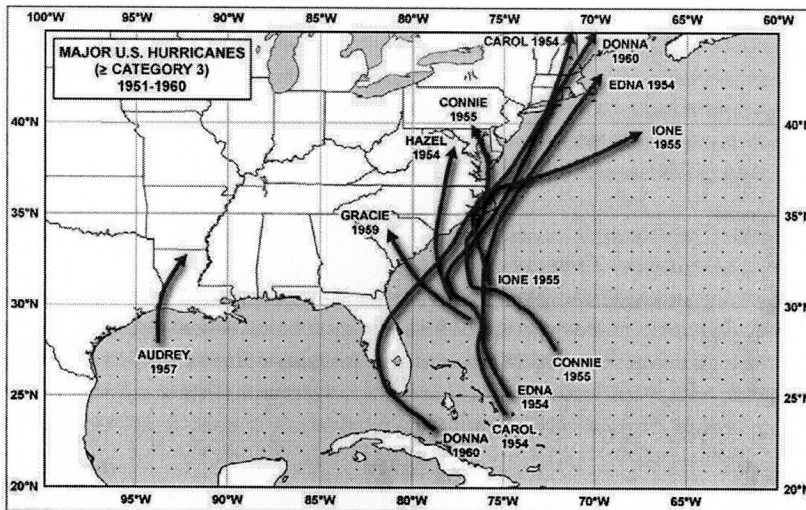 100°W 95°W 90°W 85°W 80°W 75°W 70°W 65°W 60°W
MAJOR U.S. HURRICANES
(≥ CATEGORY 3)
1951-1960
CAROL 1954
DONNA
1960
EDNA 1954
CONNIE
1955
40°N
40°N
IONE
1955
HAZEL
1954
35°N
35°N
GRACIE
1959
30°N
IONE 1955
30°N
AUDREY
1957
CONNIE
1955
25°N
25°N
EDNA
1954
CAROL
1954
DONNA
1960
20°N
20°N
100°W 95°W 90°W 85°W 80°W 75°W 70°W 65°W 60°W